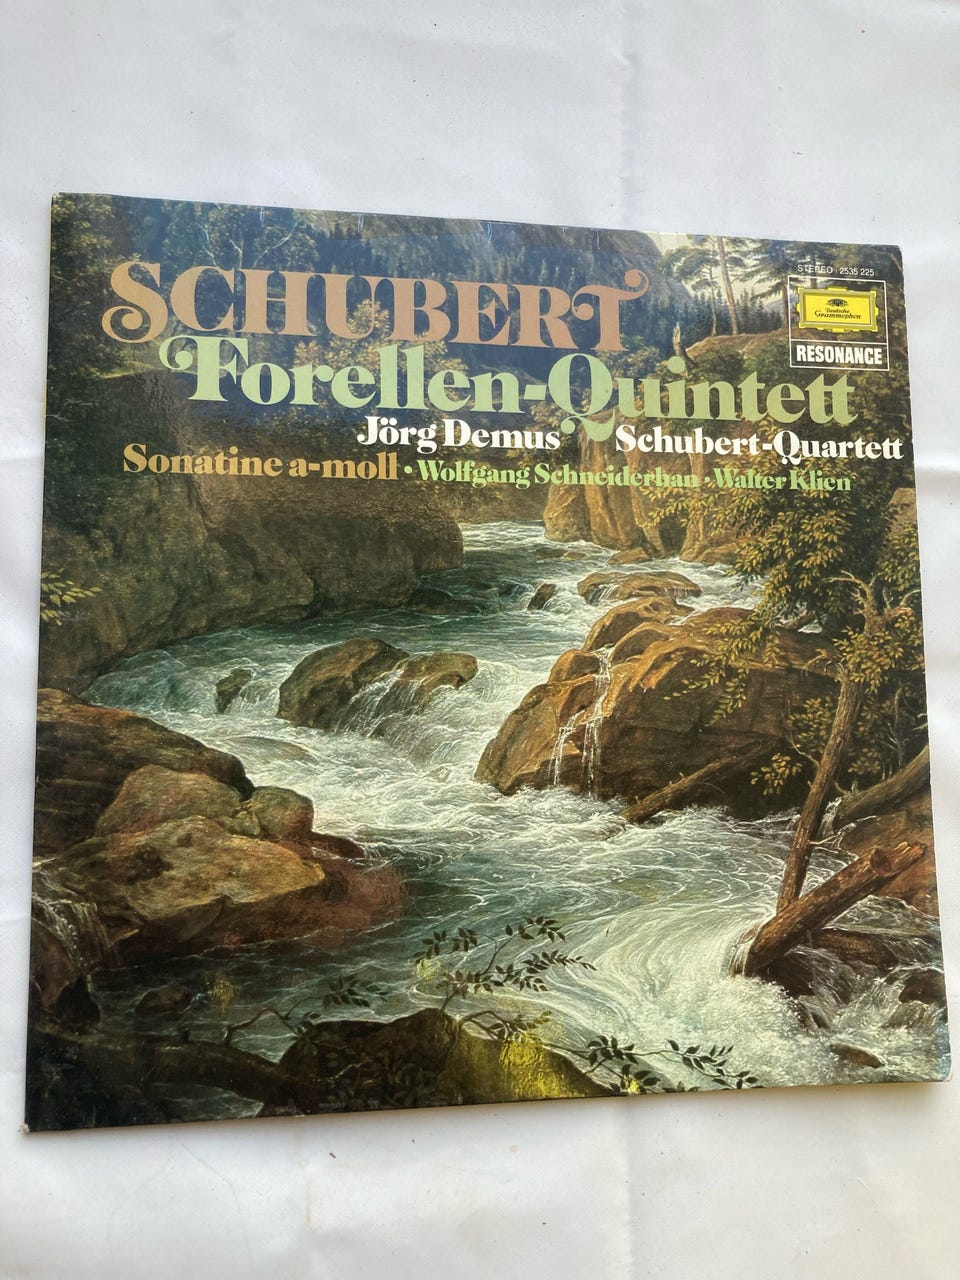 STEREO 2535 225
Deutsche
Grammophon
RESONANCE
SCHUBERT
Forellen-Quintett
Jörg Demus Schubert-Quartett
Sonatine a-moll • Wolfgang Schneiderhan • Walter Klien